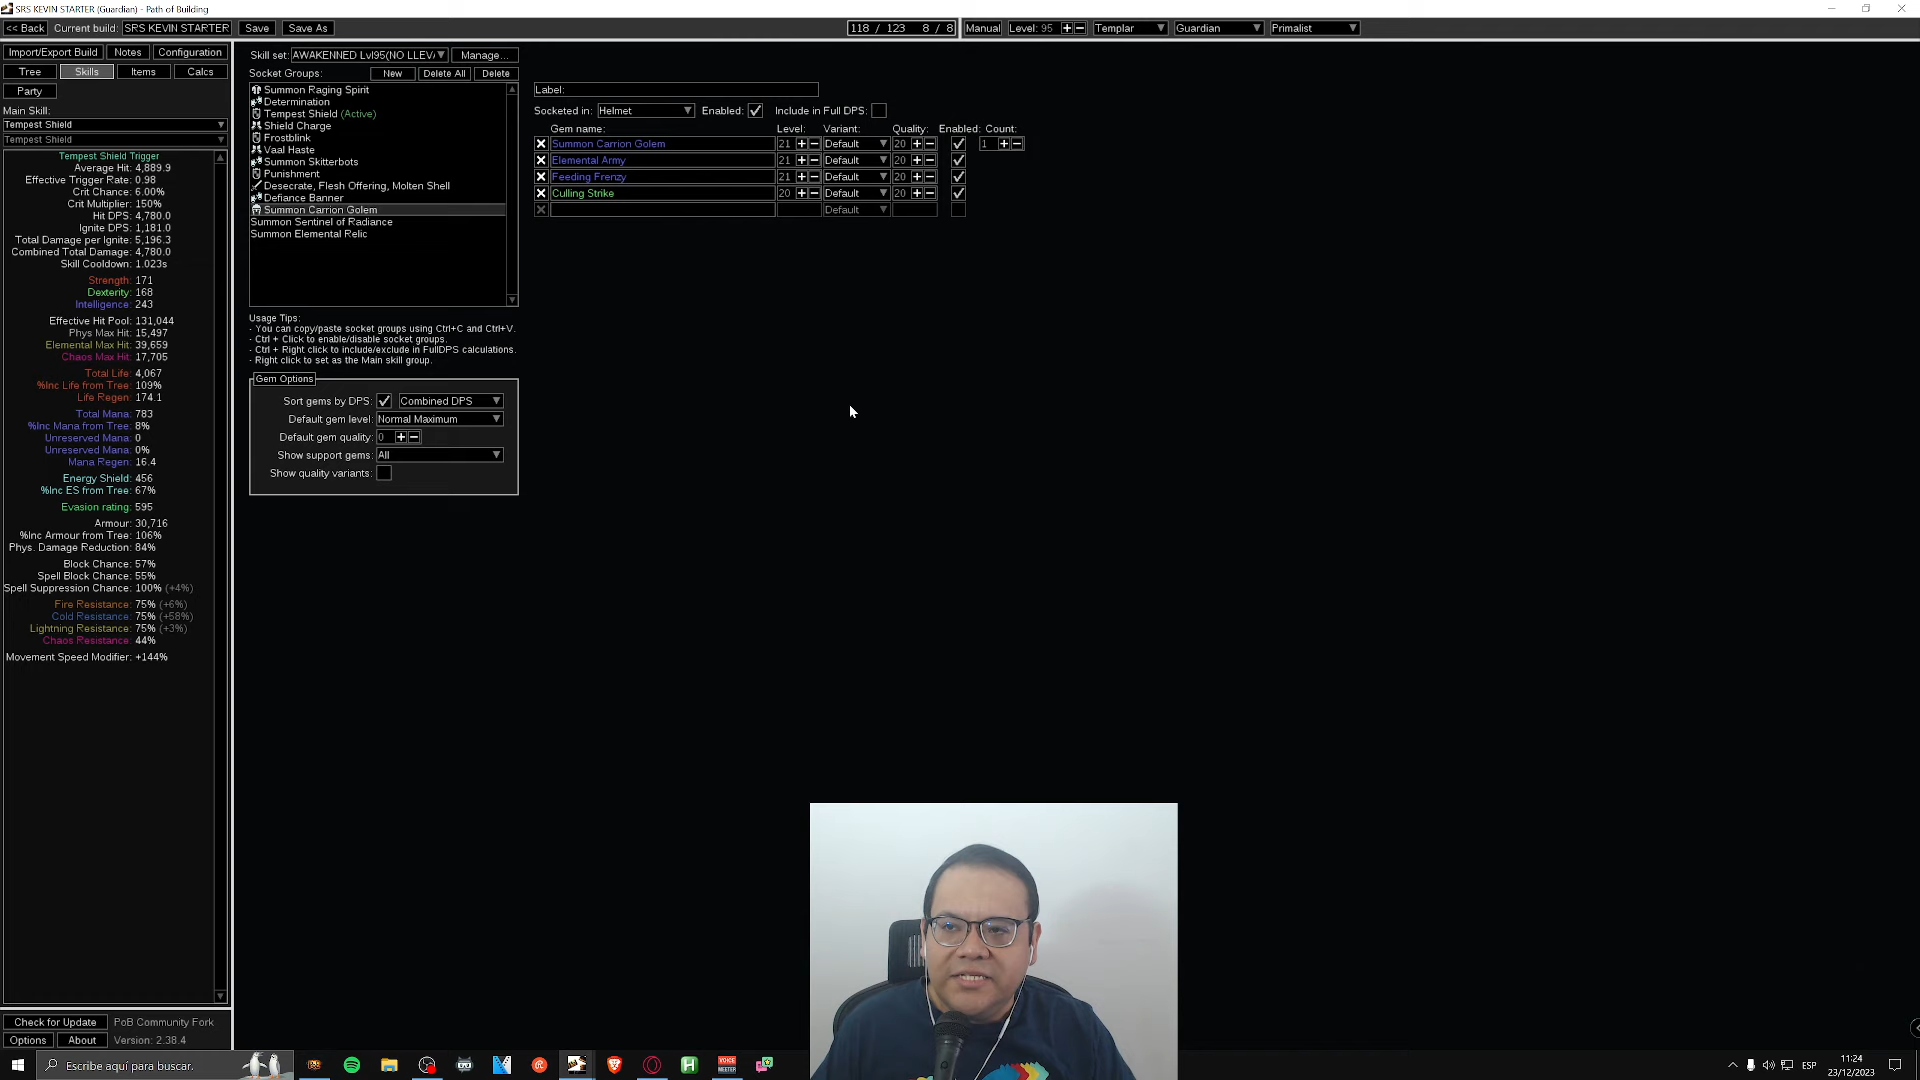 SRS KEVIN STARTER (Guardian) - Path of Building
<< Back Current build: SRS KEVIN STARTER Save Save As 118 / 123 8 / 8 Manual Level: 95 Templar Guardian Primalist
Import/Export Build Notes Configuration
Tree Skills Items Calcs
Party
Main Skill:
Tempest Shield
Tempest Shield
Tempest Shield Trigger
Average Hit: 4,889.9
Effective Trigger Rate: 0.98
Crit Chance: 6.00%
Crit Multiplier: 150%
Hit DPS: 4,780.0
Ignite DPS: 1,181.0
Total Damage per Ignite: 5,196.3
Combined Total Damage: 4,780.0
Skill Cooldown: 1.023s
Strength: 171
Dexterity: 168
Intelligence: 243
Effective Hit Pool: 131,044
Phys Max Hit: 15,497
Elemental Max Hit: 39,659
Chaos Max Hit: 17,705
Total Life: 4,067
%Inc Life from Tree: 109%
Life Regen: 174.1
Total Mana: 783
%Inc Mana from Tree: 8%
Unreserved Mana: 0
Unreserved Mana: 0%
Mana Regen: 16.4
Energy Shield: 456
%Inc ES from Tree: 67%
Evasion rating: 595
Armour: 30,716
%Inc Armour from Tree: 106%
Phys. Damage Reduction: 84%
Block Chance: 57%
Spell Block Chance: 55%
Spell Suppression Chance: 100% (+4%)
Fire Resistance: 75% (+6%)
Cold Resistance: 75% (+58%)
Lightning Resistance: 75% (+3%)
Chaos Resistance: 44%
Movement Speed Modifier: +144%
Check for Update PoB Community Fork
Options About Version: 2.38.4
Skill set: AWAKENNED Lvl95(NO LLEV Manage...
Socket Groups: New Delete All Delete
Summon Raging Spirit
Determination
Tempest Shield (Active)
Shield Charge
Frostblink
Vaal Haste
Summon Skitterbots
Punishment
Desecrate, Flesh Offering, Molten Shell
Defiance Banner
Summon Carrion Golem
Summon Sentinel of Radiance
Summon Elemental Relic
Usage Tips:
- You can copy/paste socket groups using Ctrl+C and Ctrl+V.
- Ctrl + Click to enable/disable socket groups.
- Ctrl + Right click to include/exclude in FullDPS calculations.
- Right click to set as the Main skill group.
Gem Options
Sort gems by DPS: Combined DPS
Default gem level: Normal Maximum
Default gem quality: 0
Show support gems: All
Show quality variants:
Label:
Socketed in: Helmet Enabled: Include in Full DPS:
Gem name: Level: Variant: Quality: Enabled: Count:
Summon Carrion Golem 21 Default 20 1
Elemental Army 21 Default 20
Feeding Frenzy 21 Default 20
Culling Strike 20 Default 20
Default
Escribe aquí para buscar.
VOICE MEETER
ESP
11:24
23/12/2023